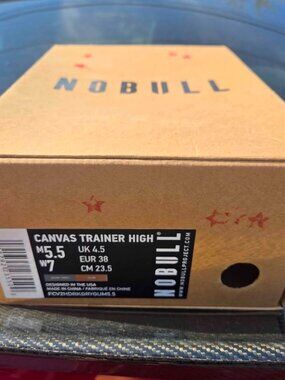 NOBULL
CANVAS TRAINER HIGH
M5.5
W7
UK 4.5
EUR 38
CM 23.5
DESIGNED IN THE USA
MADE IN CHINA / FABRIQUÉ EN CHINE
NOBULL®
WWW.NOBULLPROJECT.COM